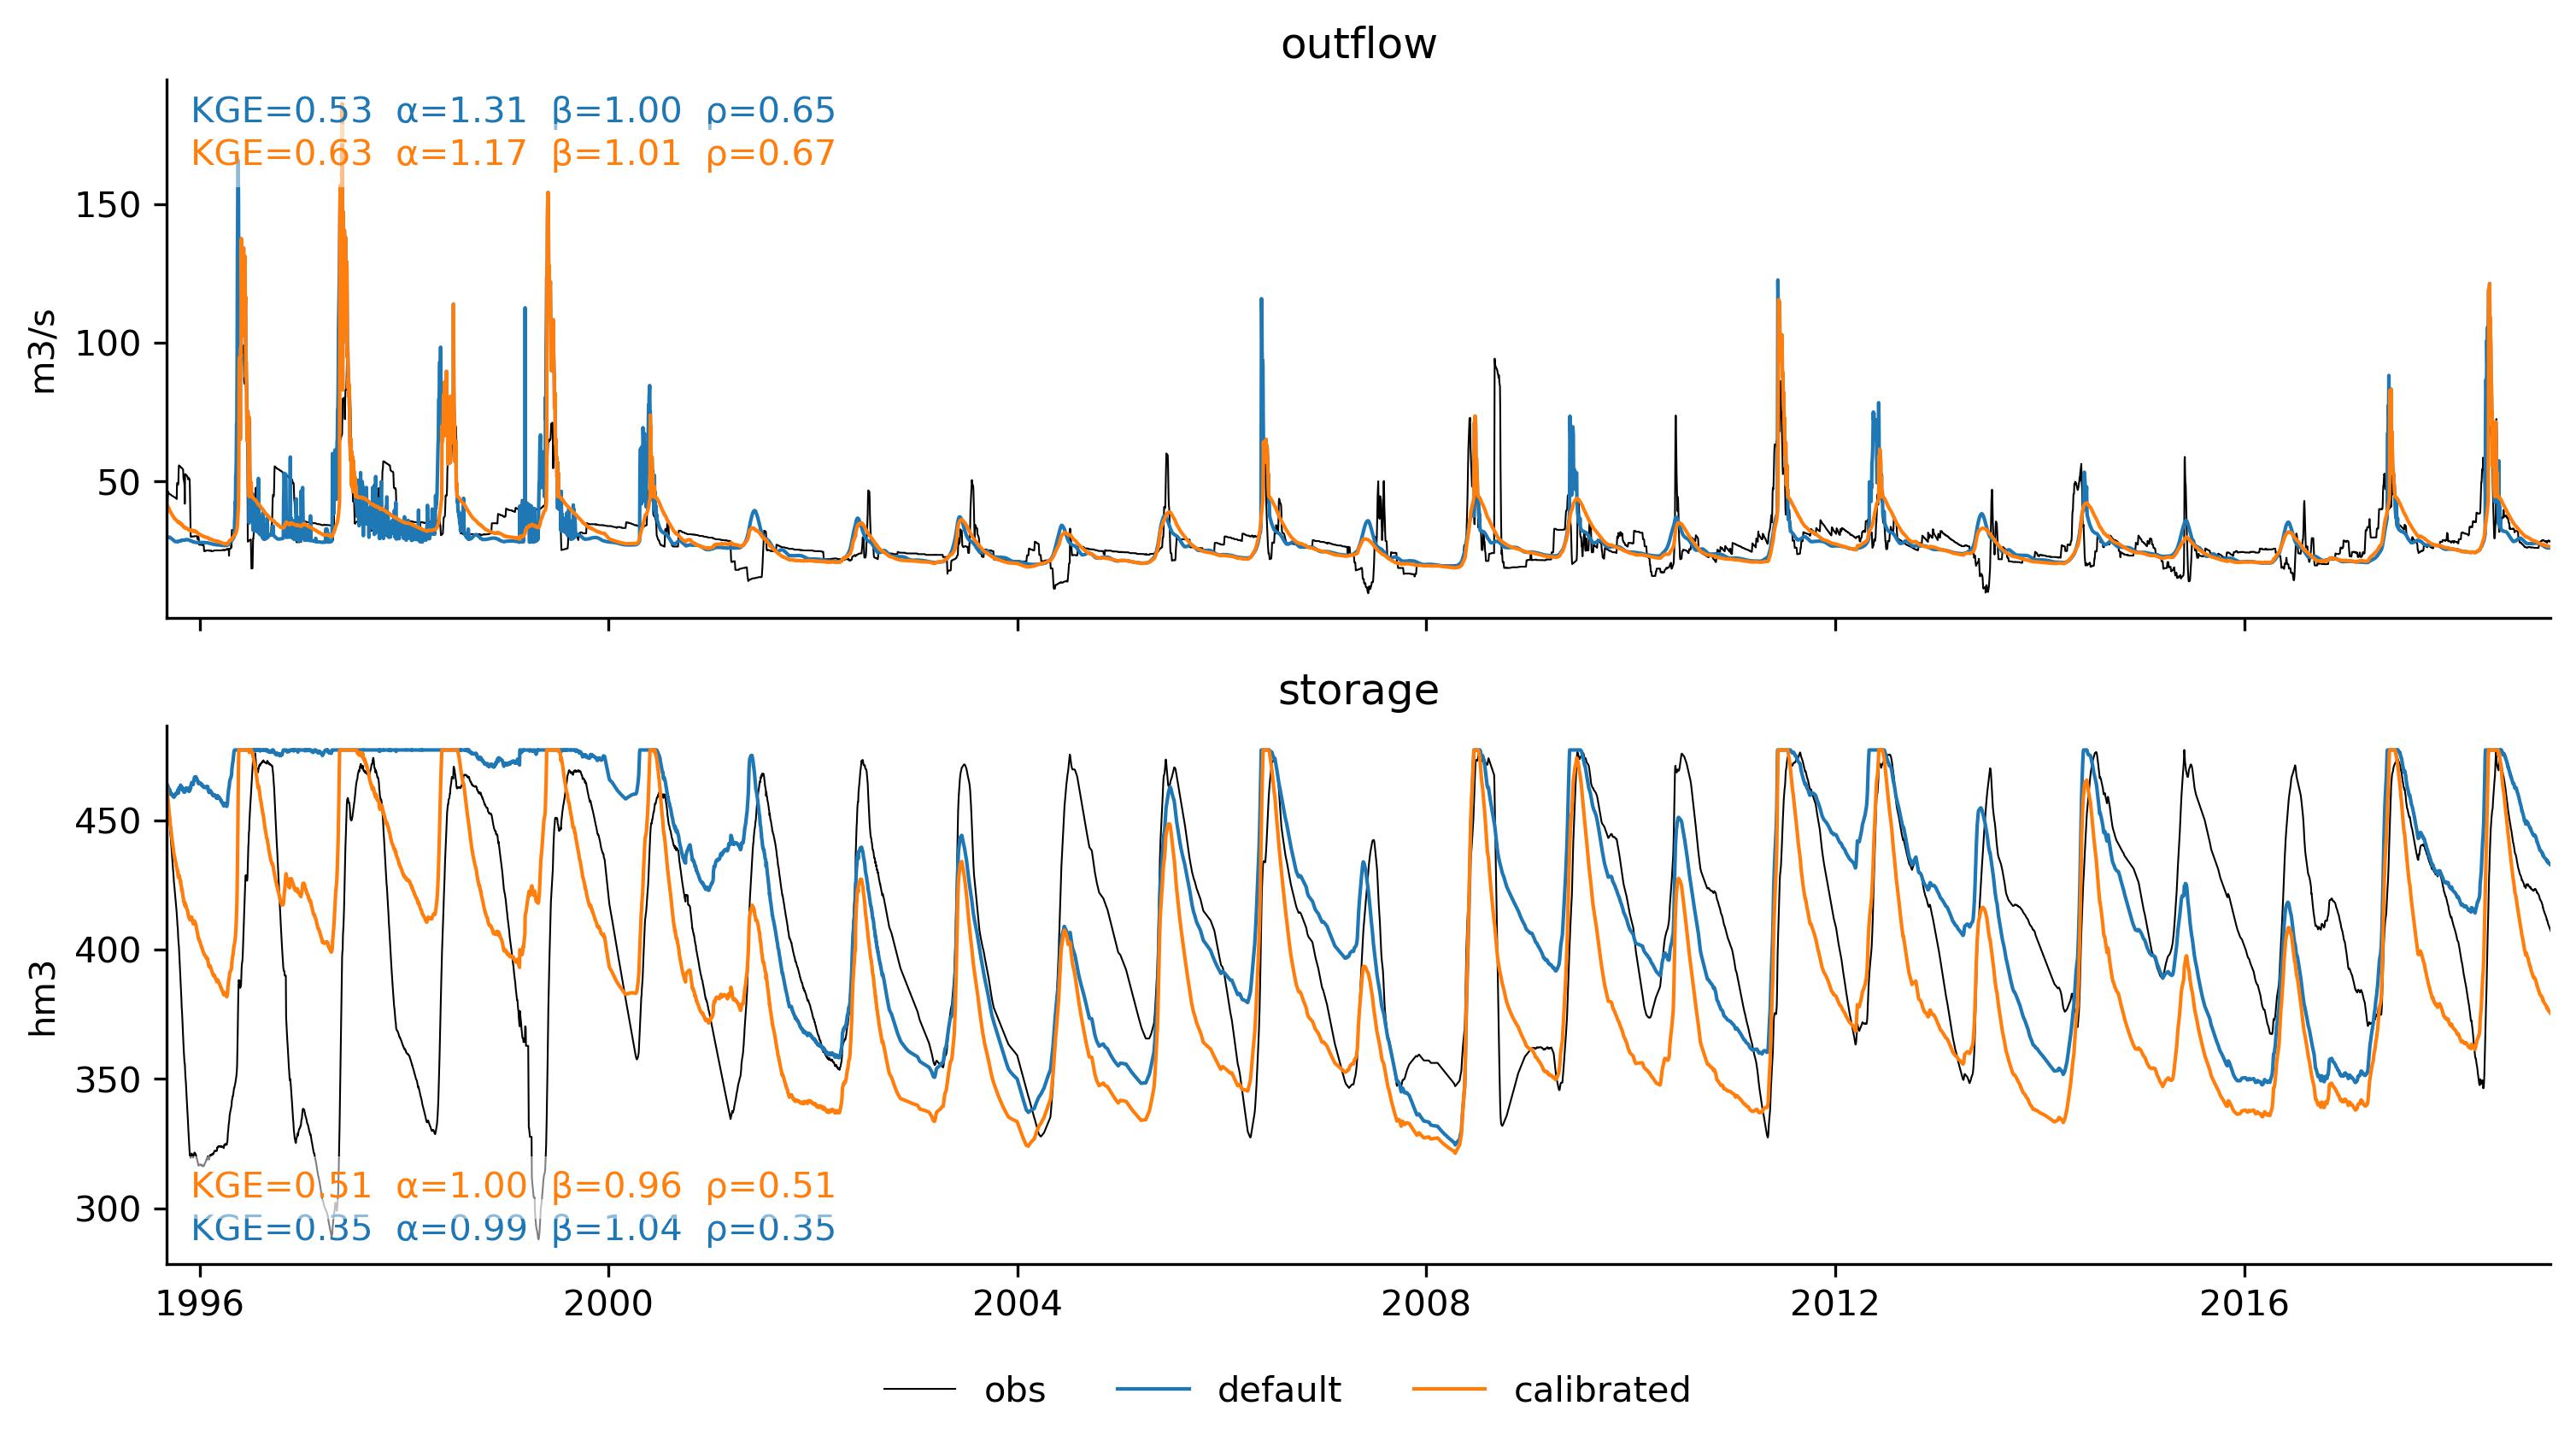 outflow
KGE=0.53 α=1.31 β=1.00 ρ=0.65
KGE=0.63 α=1.17 β=1.01 ρ=0.67
m3/s
150
100
50
storage
hm3
450
400
350
300
KGE=0.51 α=1.00 β=0.96 ρ=0.51
KGE=0.35 α=0.99 β=1.04 ρ=0.35
1996 2000 2004 2008 2012 2016
obs default calibrated